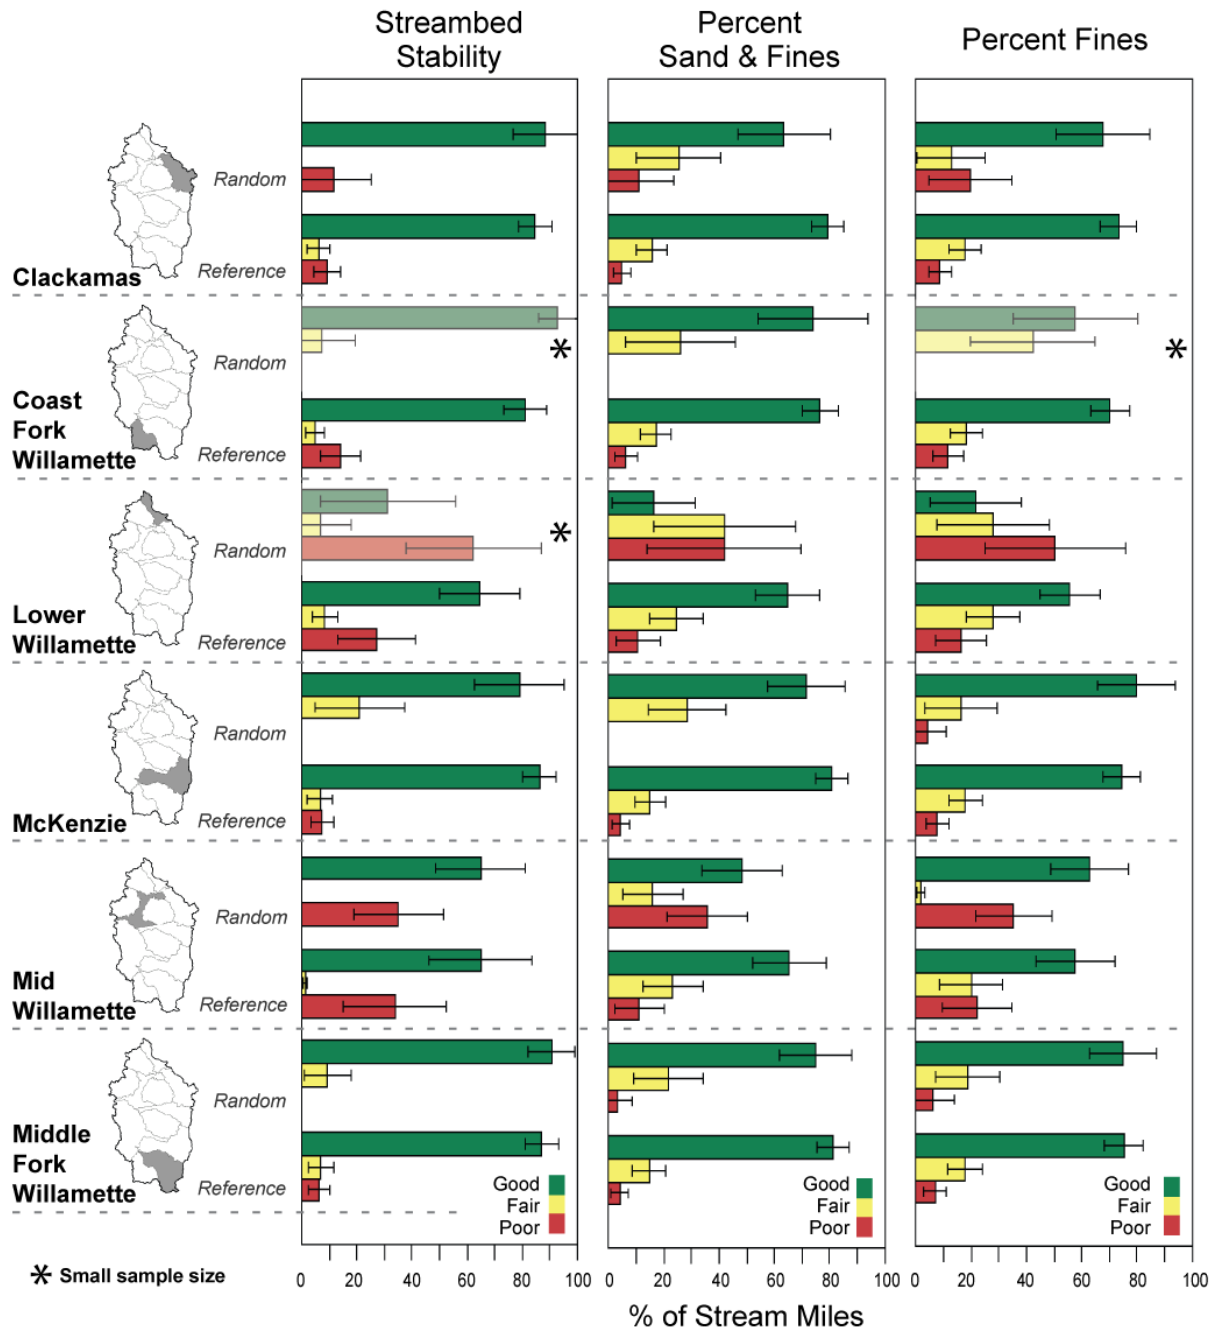 Streambed
Stability
Percent
Sand & Fines
Percent Fines
Random
Reference
Clackamas
Random
*
*
Coast
Fork
Willamette
Reference
Random
*
Lower
Willamette
Reference
Random
McKenzie
Reference
Random
Mid
Willamette
Reference
Random
Middle
Fork
Willamette
Reference
Good
Fair
Poor
Good
Fair
Poor
Good
Fair
Poor
0 20 40 60 80 100
0 20 40 60 80 100
0 20 40 60 80 100
* Small sample size
% of Stream Miles